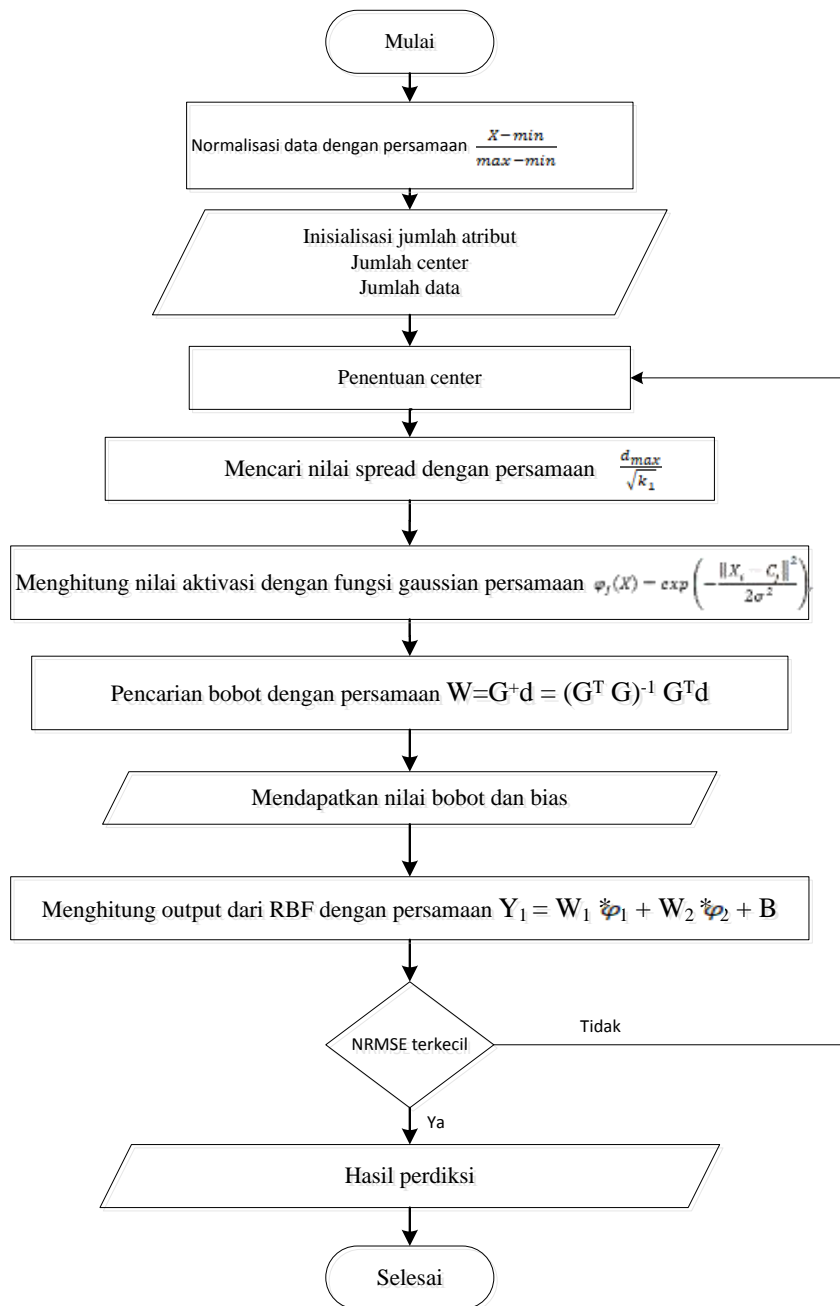 Mulai
Normalisasi data dengan persamaan (X−min)/(max−min)
Inisialisasi jumlah atribut
Jumlah center
Jumlah data
Penentuan center
Mencari nilai spread dengan persamaan d_max/√k₁
Menghitung nilai aktivasi dengan fungsi gaussian persamaan φ_j(X) = exp(−‖X_i − C_j‖²/2σ²),
Pencarian bobot dengan persamaan W=G⁺d = (Gᵀ G)⁻¹ Gᵀd
Mendapatkan nilai bobot dan bias
Menghitung output dari RBF dengan persamaan Y₁ = W₁ *φ₁ + W₂ *φ₂ + B
NRMSE terkecil
Tidak
Ya
Hasil perdiksi
Selesai